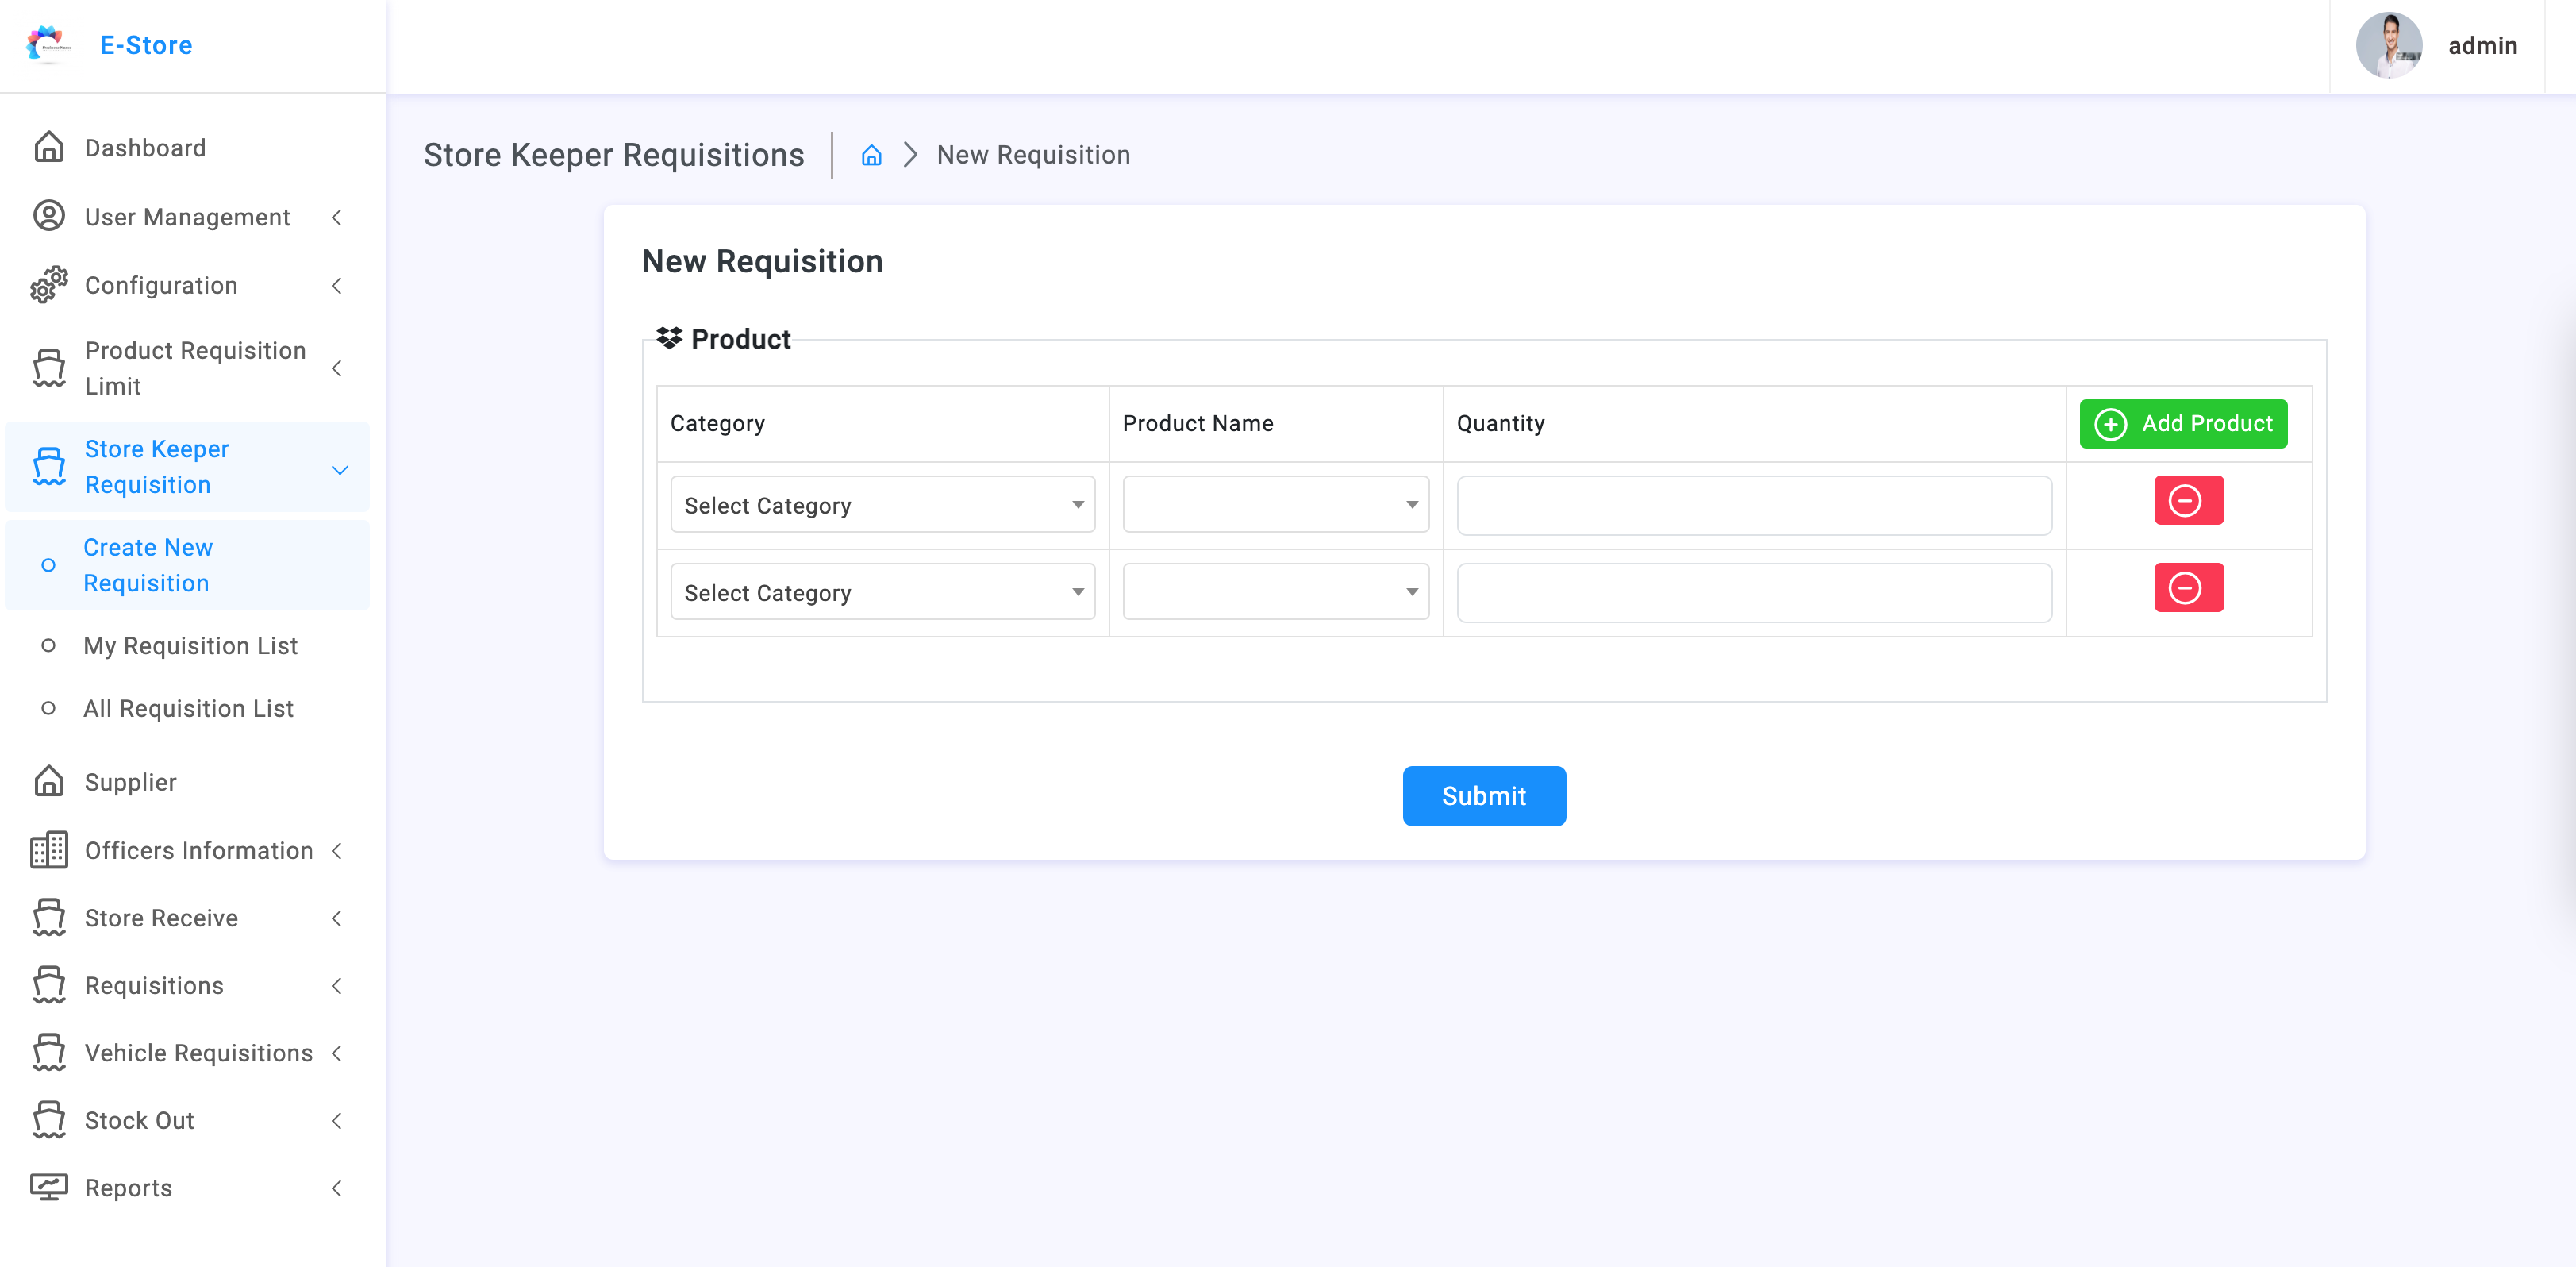 E-Store
admin
Dashboard
User Management
Configuration
Product Requisition
Limit
Store Keeper
Requisition
Create New
Requisition
My Requisition List
All Requisition List
Supplier
Officers Information
Store Receive
Requisitions
Vehicle Requisitions
Stock Out
Reports
Store Keeper Requisitions
New Requisition
New Requisition
Product
Category Product Name Quantity Add Product
Select Category
Select Category
Submit